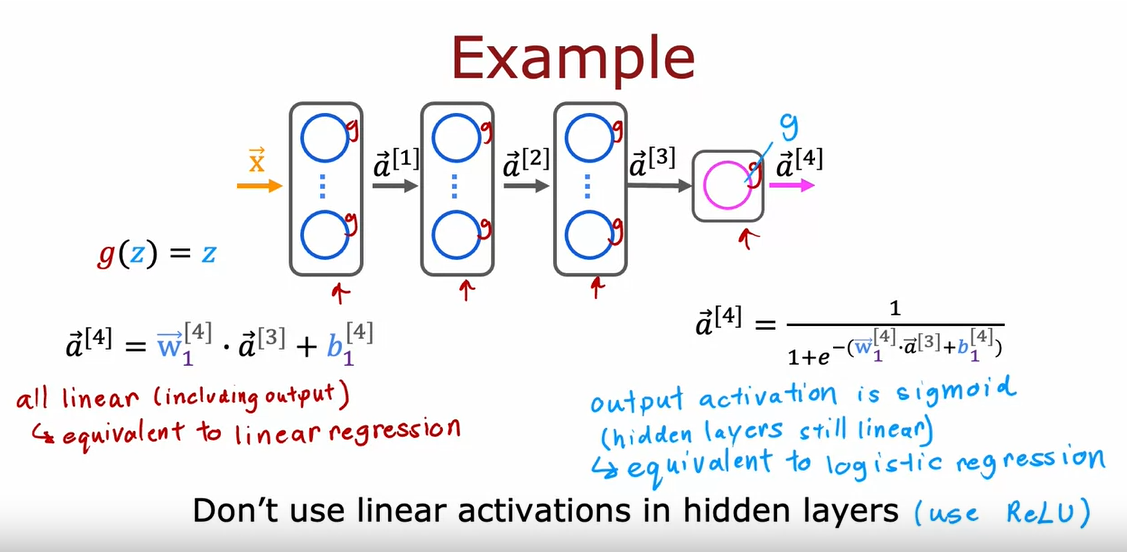 Example
g g g g
x⃗ a⃗[1] a⃗[2] a⃗[3] g a⃗[4]
g g g
g(z) = z
a⃗[4] = w⃗₁[4] · a⃗[3] + b₁[4]
all linear (including output)
↳ equivalent to linear regression
a⃗[4] = 1 / 1+e^−(w⃗₁[4]·a⃗[3]+b₁[4])
output activation is sigmoid
(hidden layers still linear)
↳ equivalent to logistic regression
Don't use linear activations in hidden layers (use ReLU)